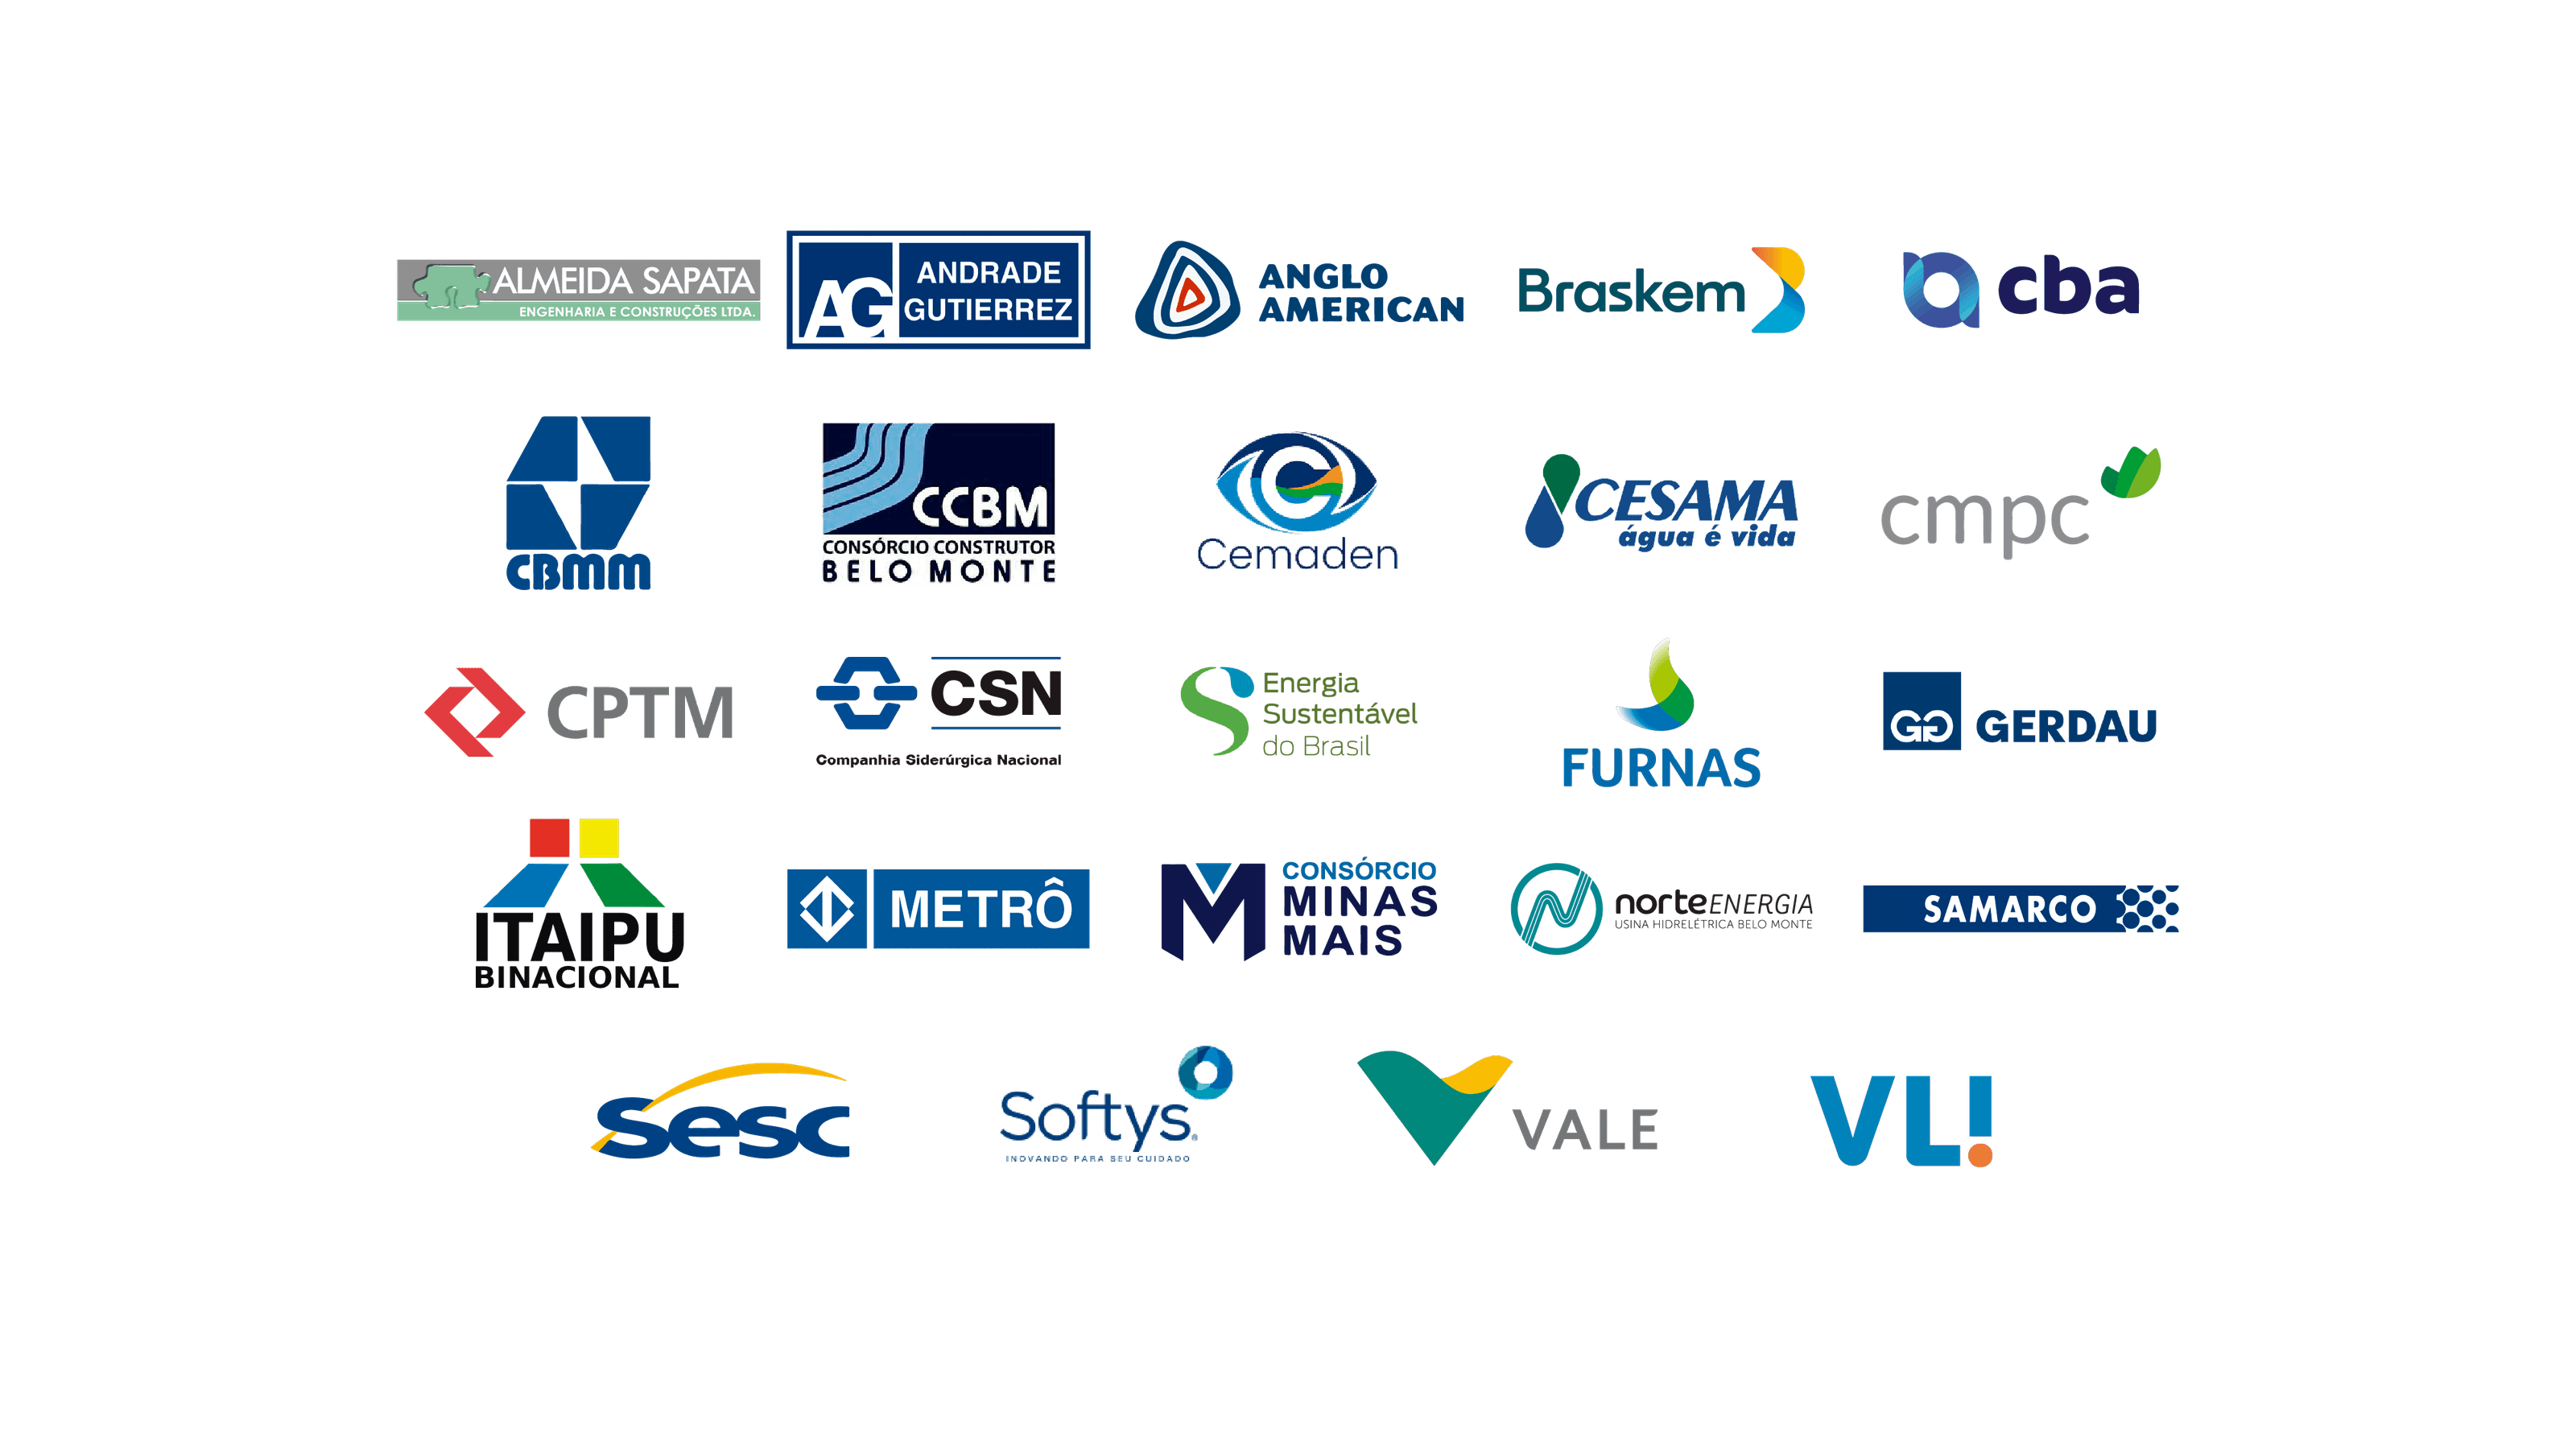 ALMEIDA SAPATA
ENGENHARIA E CONSTRUÇÕES LTDA.
AG
ANDRADE
GUTIERREZ
ANGLO
AMERICAN
Braskem
cba
CBMM
CCBM
CONSÓRCIO CONSTRUTOR
BELO MONTE
Cemaden
CESAMA
água é vida
cmpc
CPTM
CSN
Companhia Siderúrgica Nacional
Energia
Sustentável
do Brasil
FURNAS
GG GERDAU
ITAIPU
BINACIONAL
METRÔ
CONSÓRCIO
MINAS
MAIS
norteENERGIA
USINA HIDRELÉTRICA BELO MONTE
SAMARCO
Sesc
Softys®
INOVANDO PARA SEU CUIDADO
VALE
VL!